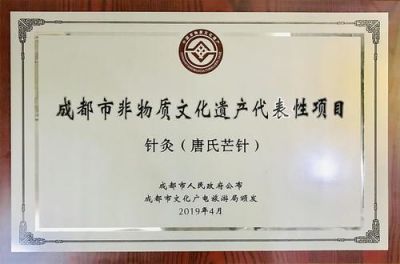 成都市非物质文化遗产代表性项目
针灸（唐氏芒针）
成都市人民政府公布
成都市文化广电旅游局颁发
2019年4月